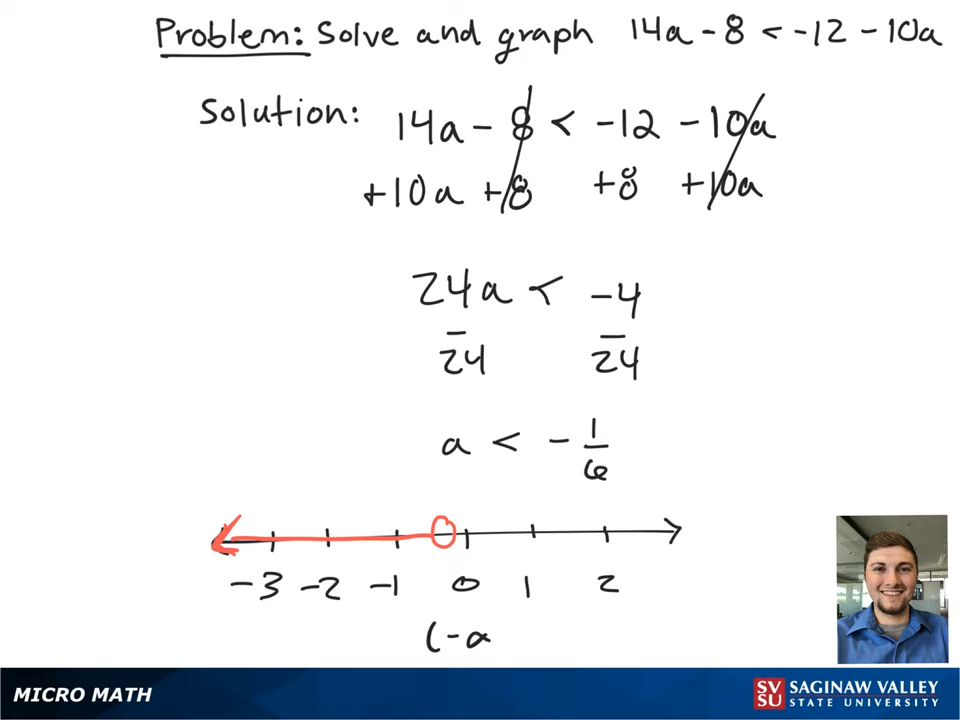 Problem: Solve and graph 14a - 8 < -12 - 10a
Solution: 14a - 8 < -12 - 10a
+10a +8 +8 +10a
24a < -4
24 24
a < - 1/6
-3 -2 -1 0 1 2
(-∞
MICRO MATH
SVSU SAGINAW VALLEY
STATE UNIVERSITY